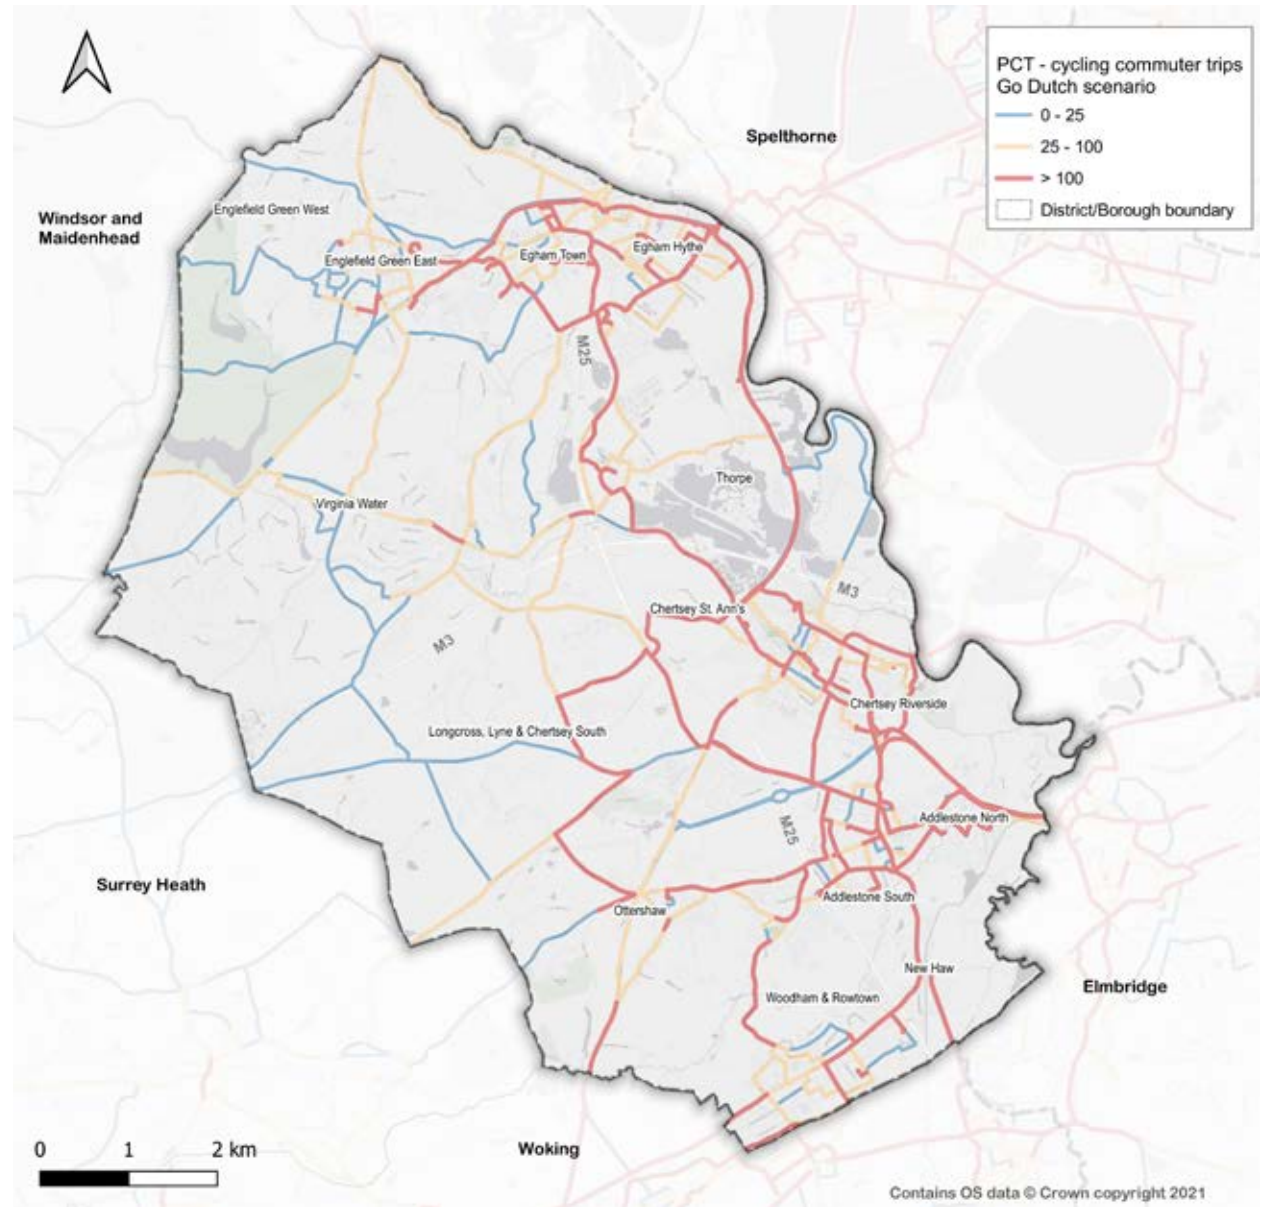 PCT - cycling commuter trips
Go Dutch scenario
0 - 25
25 - 100
> 100
District/Borough boundary
Spelthorne
Windsor and
Maidenhead
Englefield Green West
Englefield Green East
Egham Town
Egham Hythe
M25
Thorpe
Virginia Water
M3
Chertsey St. Ann's
M3
Chertsey Riverside
Longcross, Lyne & Chertsey South
M25
Addlestone North
Surrey Heath
Addlestone South
Ottershaw
New Haw
Elmbridge
Woodham & Rowtown
0 1 2 km
Woking
Contains OS data © Crown copyright 2021